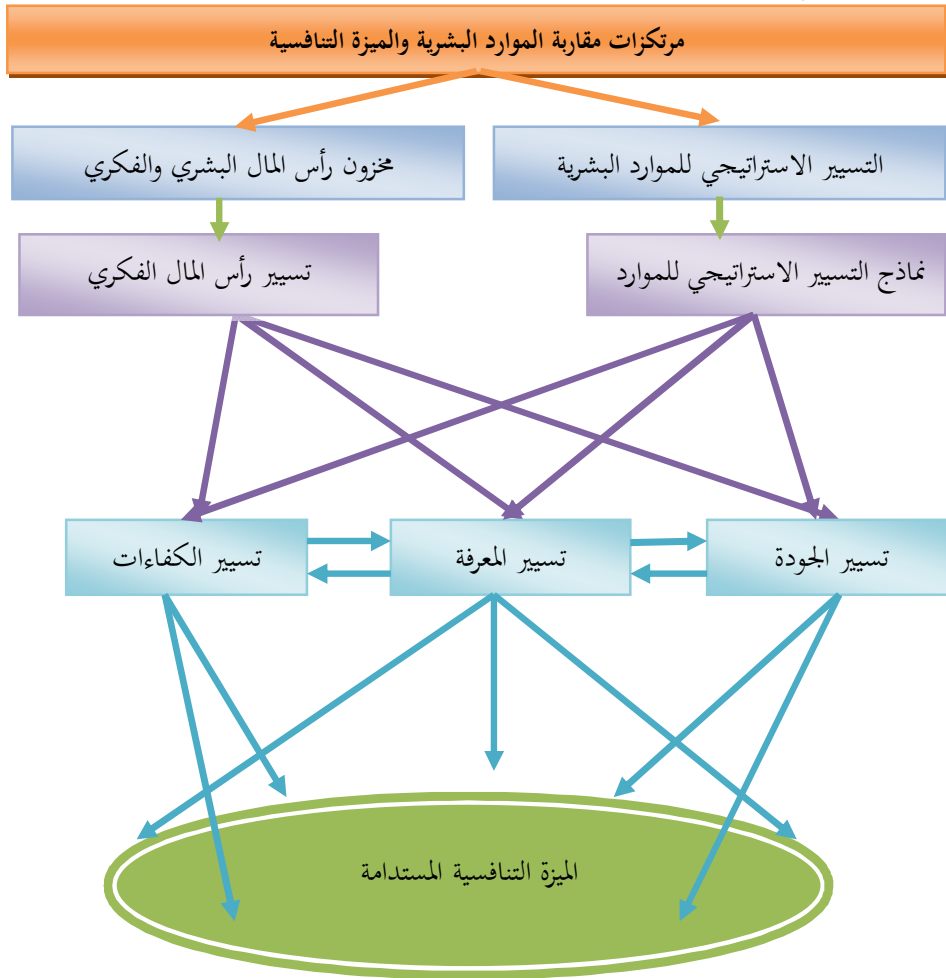 مرتكزات مقاربة الموارد البشرية والميزة التنافسية
التسيير الاستراتيجي للموارد البشرية
مخزون رأس المال البشري والفكري
نماذج التسيير الاستراتيجي للموارد
تسيير رأس المال الفكري
تسيير الجودة
تسيير المعرفة
تسيير الكفاءات
الميزة التنافسية المستدامة